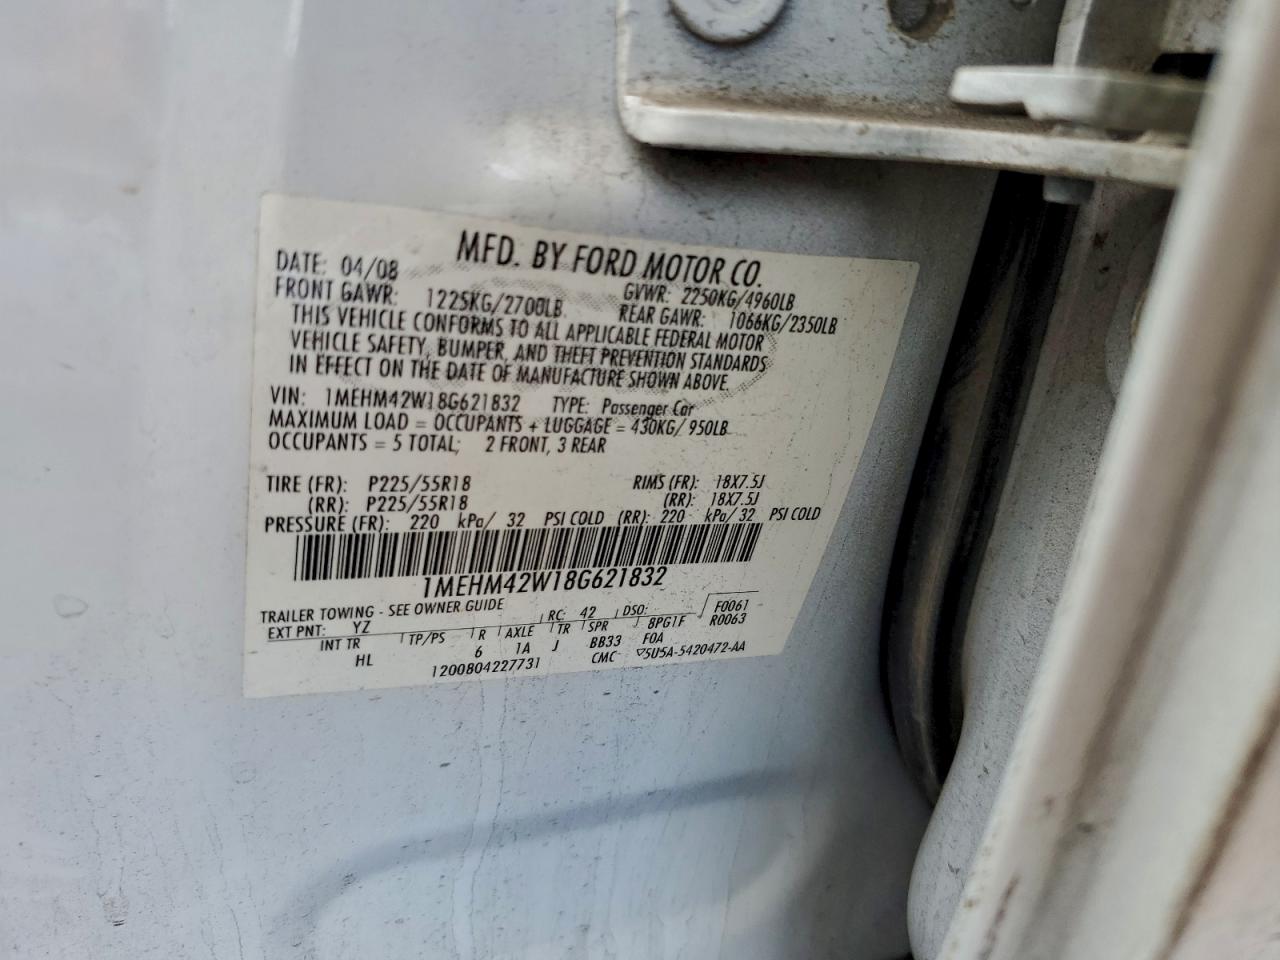 MFD. BY FORD MOTOR CO.
DATE: 04/08 GVWR: 2250KG/4960LB
FRONT GAWR: 1225KG/2700LB REAR GAWR: 1066KG/2350LB
THIS VEHICLE CONFORMS TO ALL APPLICABLE FEDERAL MOTOR
VEHICLE SAFETY, BUMPER, AND THEFT PREVENTION STANDARDS
IN EFFECT ON THE DATE OF MANUFACTURE SHOWN ABOVE.
VIN: 1MEHM42W18G621832 TYPE: Passenger Car
MAXIMUM LOAD = OCCUPANTS + LUGGAGE = 430KG/ 950LB
OCCUPANTS = 5 TOTAL; 2 FRONT, 3 REAR
TIRE (FR): P225/55R18 RIMS (FR): 18X7.5J
(RR): P225/55R18 (RR): 18X7.5J
PRESSURE (FR): 220 kPa/ 32 PSI COLD (RR): 220 kPa/ 32 PSI COLD
1MEHM42W18G621832
TRAILER TOWING - SEE OWNER GUIDE F0061
EXT PNT: YZ RC: 42 DSO: R0063
INT TR TP/PS R AXLE TR SPR 8PG1F
HL 6 1A J BB33 F0A
1200804227731 CMC 5U5A-5420472-AA